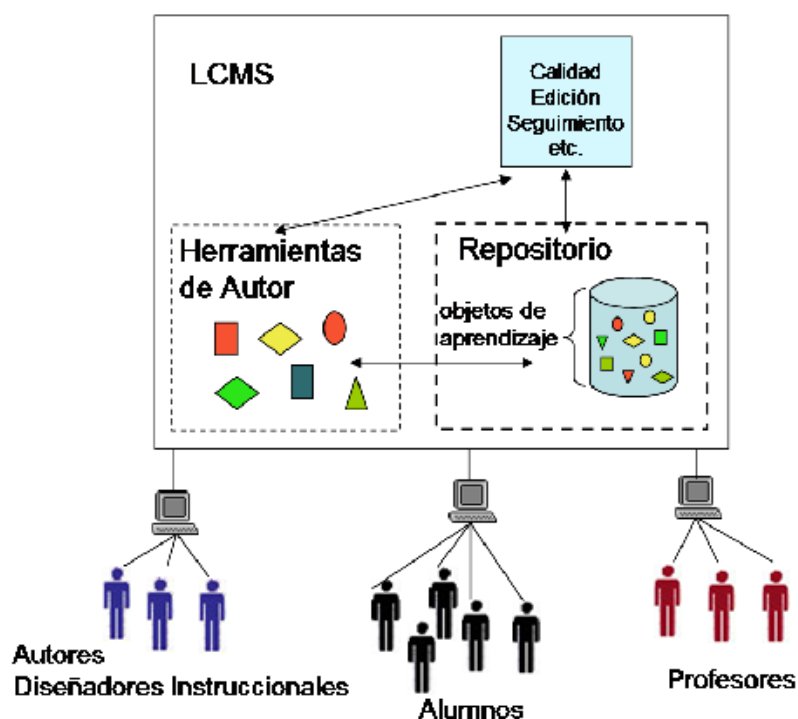 LCMS
Calidad
Edición
Seguimiento
etc.
Herramientas
de Autor
Repositorio
objetos de
aprendizaje
Autores
Diseñadores Instruccionales
Alumnos
Profesores